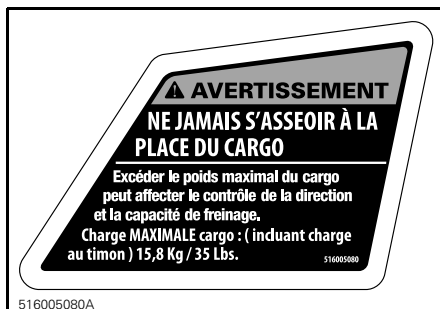 AVERTISSEMENT
NE JAMAIS S'ASSEOIR À LA
PLACE DU CARGO
Excéder le poids maximal du cargo
peut affecter le contrôle de la direction
et la capacité de freinage.
Charge MAXIMALE cargo : ( incluant charge
au timon ) 15,8 Kg / 35 Lbs.
516005080
516005080A